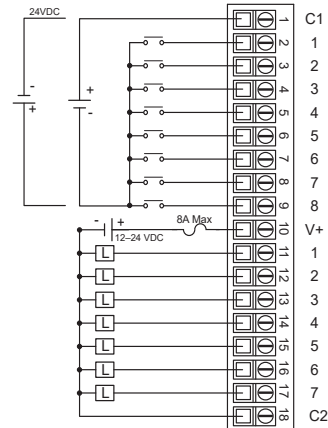 24VDC
1 C1
2 1
- + 3 2
4 3
+ - 5 4
6 5
7 6
8 7
9 8
- + 8A Max 10 V+
12–24 VDC
L 11 1
L 12 2
L 13 3
L 14 4
L 15 5
L 16 6
L 17 7
18 C2